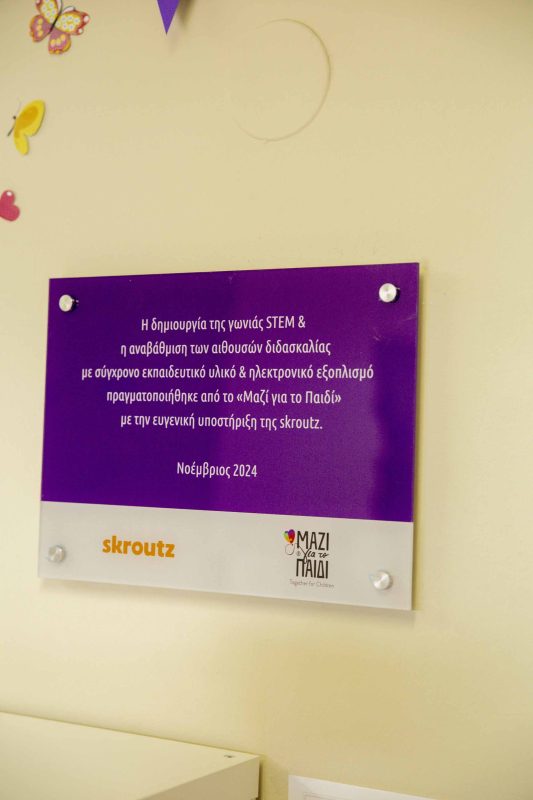 Η δημιουργία της γωνιάς STEM &
η αναβάθμιση των αιθουσών διδασκαλίας
με σύγχρονο εκπαιδευτικό υλικό & ηλεκτρονικό εξοπλισμό
πραγματοποιήθηκε από το «Μαζί για το Παιδί»
με την ευγενική υποστήριξη της skroutz.
Νοέμβριος 2024
skroutz
ΜΑΖΙ
για το
ΠΑΙΔΙ
Together for Children